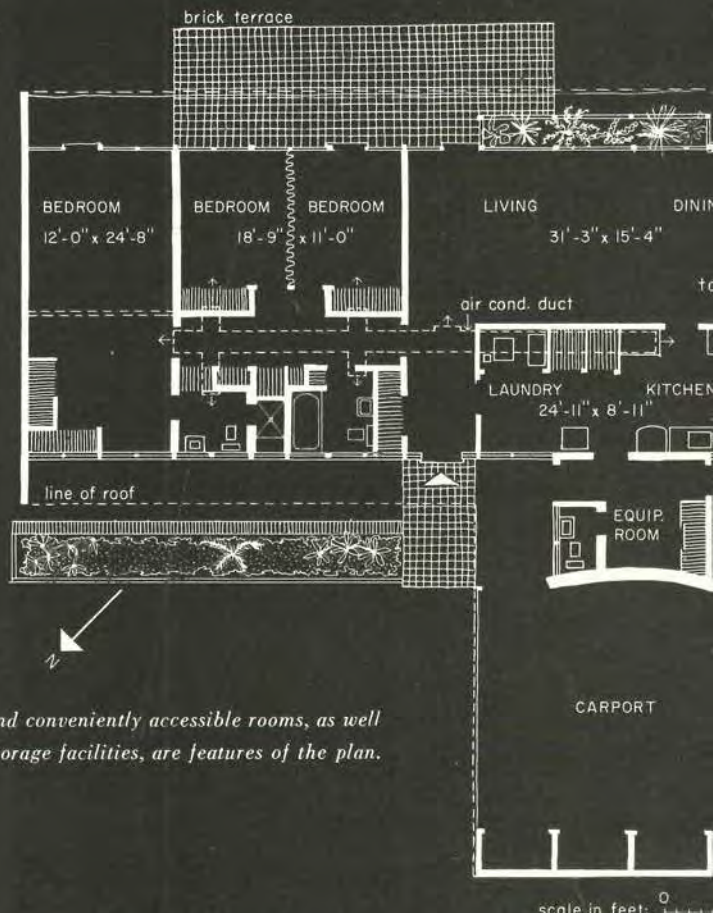 brick terrace
BEDROOM
12'-0" x 24'-8"
BEDROOM BEDROOM
18'-9" x 11'-0"
LIVING
31'-3" x 15'-4"
air cond. duct
LAUNDRY KITCHEN
24'-11" x 8'-11"
line of roof
EQUIP.
ROOM
N
conveniently accessible rooms, as well
facilities, are features of the plan.
CARPORT
scale in feet: 0